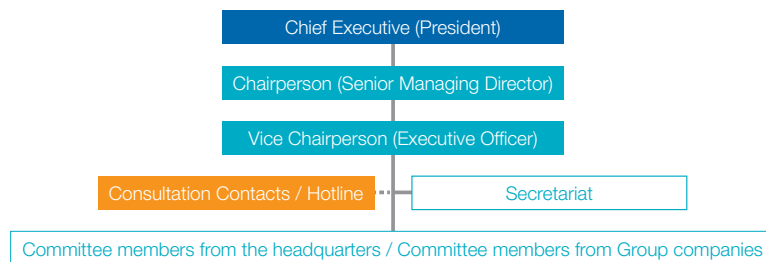 Chief Executive (President)
Chairperson (Senior Managing Director)
Vice Chairperson (Executive Officer)
Consultation Contacts / Hotline
Secretariat
Committee members from the headquarters / Committee members from Group companies